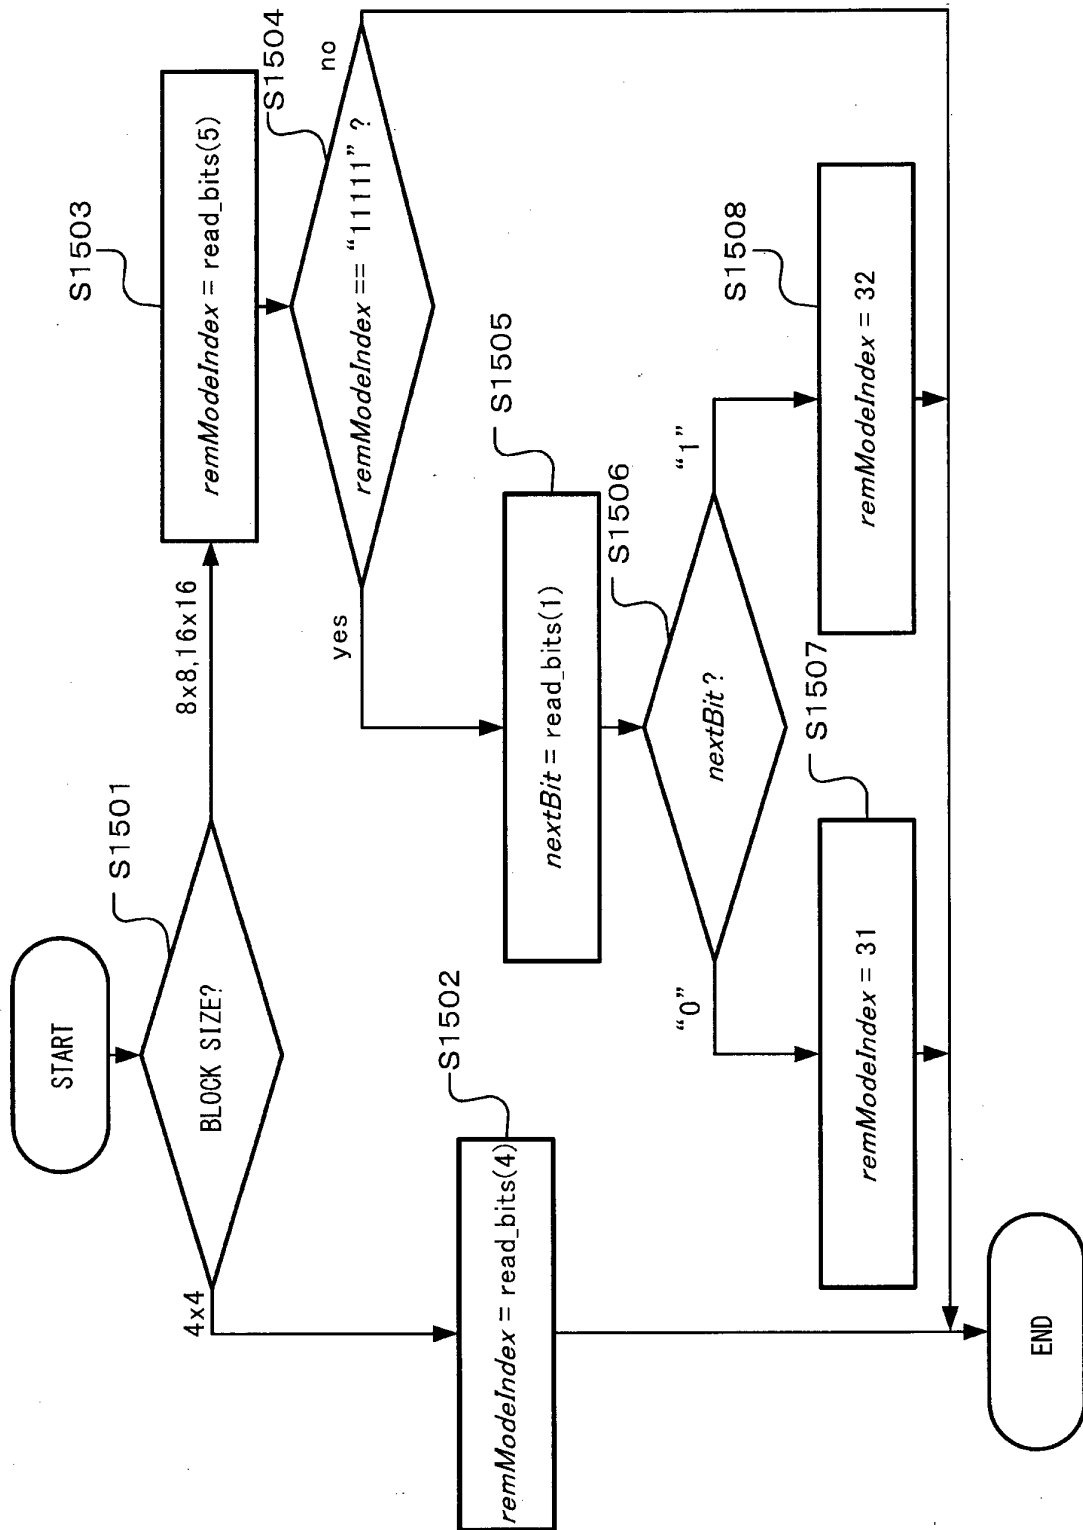 START
BLOCK SIZE?
S1501
4x4
8x8,16x16
remModeIndex = read_bits(4)
S1502
remModeIndex = read_bits(5)
S1503
remModeIndex == “11111” ?
S1504
yes
no
nextBit = read_bits(1)
S1505
nextBit?
S1506
“0”
“1”
remModeIndex = 31
S1507
remModeIndex = 32
S1508
END